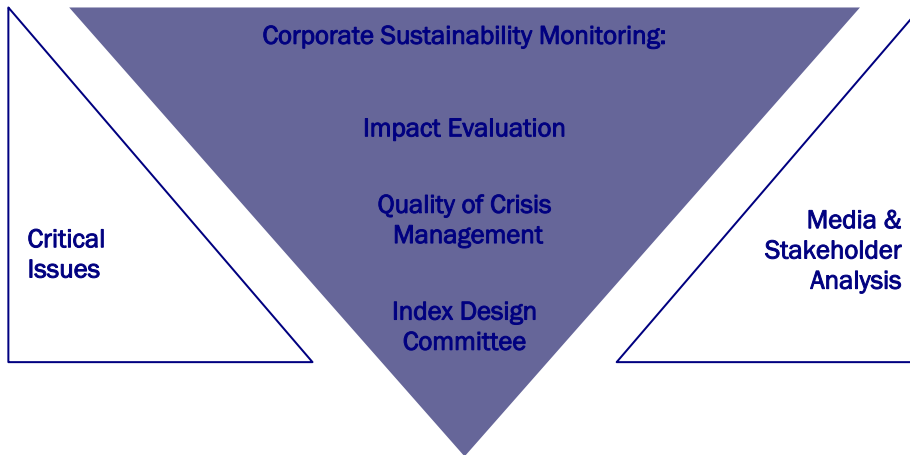 Corporate Sustainability Monitoring:
Impact Evaluation
Quality of Crisis
Management
Index Design
Committee
Critical
Issues
Media &
Stakeholder
Analysis